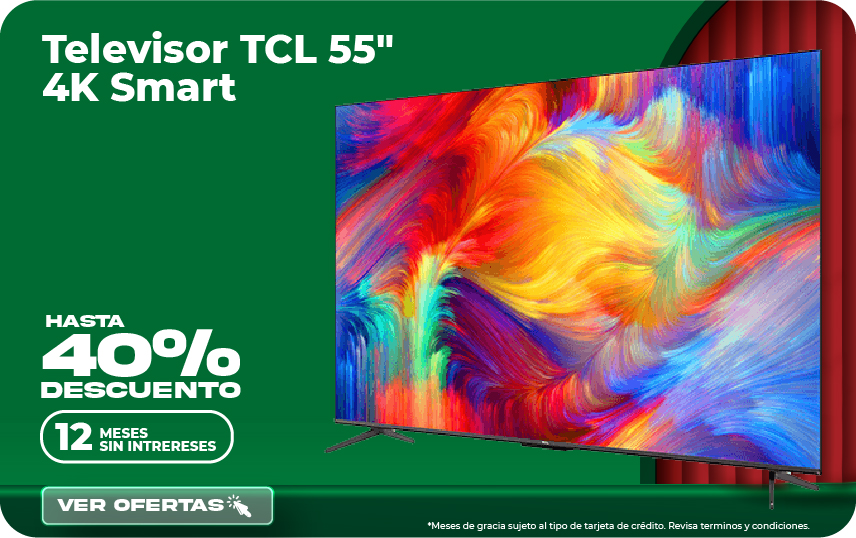 Televisor TCL 55"
4K Smart
HASTA
40%
DESCUENTO
12 MESES
SIN INTRERESES
VER OFERTAS
*Meses de gracia sujeto al tipo de tarjeta de crédito. Revisa terminos y condiciones.